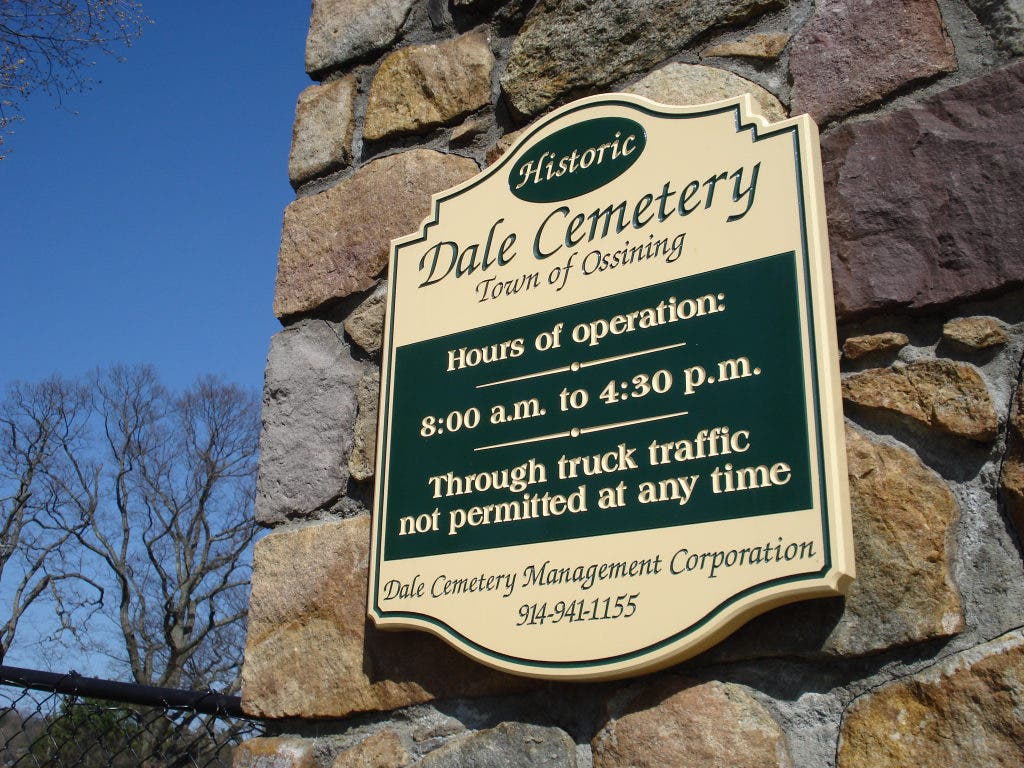 Historic
Dale Cemetery
Town of Ossining
Hours of operation:
8:00 a.m. to 4:30 p.m.
Through truck traffic
not permitted at any time
Dale Cemetery Management Corporation
914-941-1155